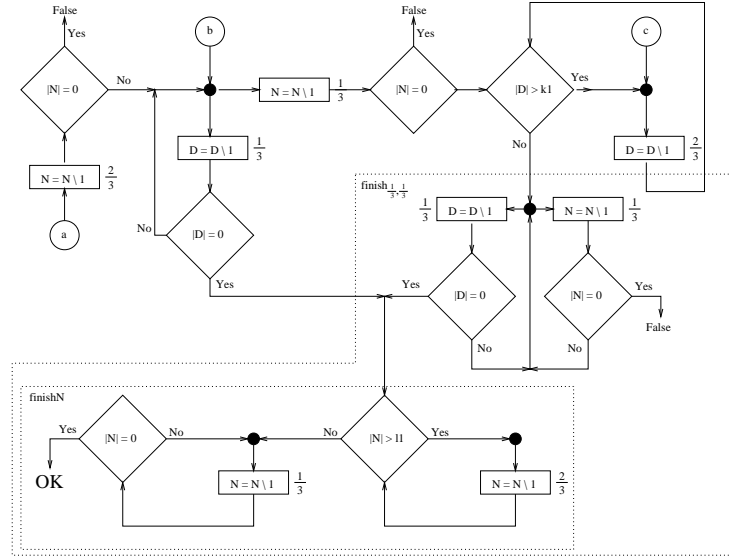 False
False
Yes
b
Yes
c
|N| = 0
No
N = N \ 1
1/3
|N| = 0
|D| > k1
Yes
D = D \ 1
1/3
No
D = D \ 1
2/3
N = N \ 1
2/3
finish 1/3, 1/3
a
No
|D| = 0
1/3
D = D \ 1
N = N \ 1
1/3
Yes
Yes
|D| = 0
|N| = 0
Yes
False
No
No
finishN
Yes
|N| = 0
No
No
|N| > l1
Yes
OK
N = N \ 1
1/3
N = N \ 1
2/3